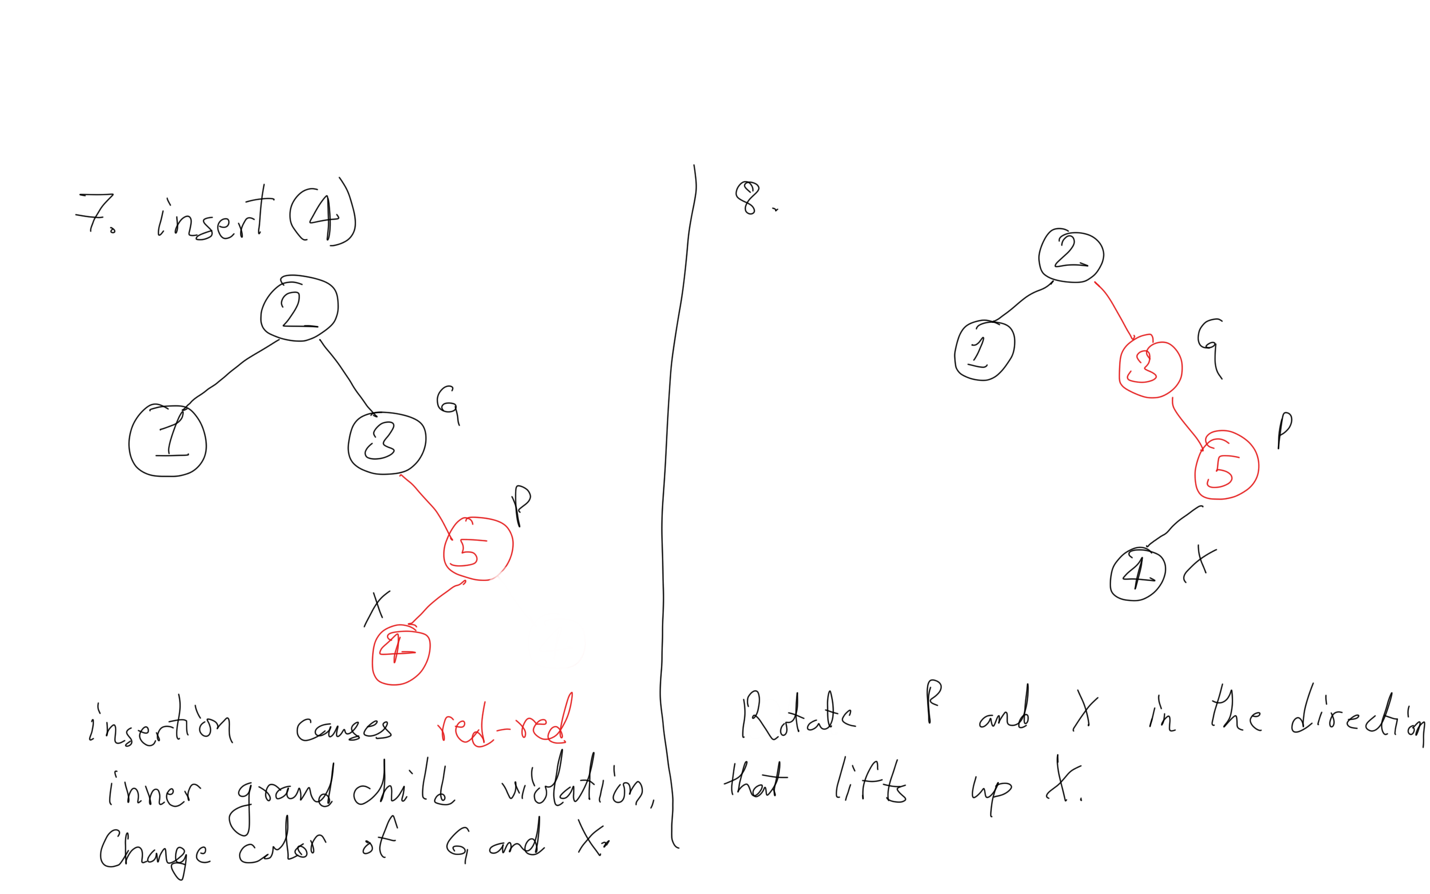 7. insert (4)
2
1
3
G
P
5
X
4
insertion causes red-red
inner grand child violation,
Change color of G and X.
8.
2
1
3
G
P
5
4
X
Rotate P and X in the direction
that lifts up X.